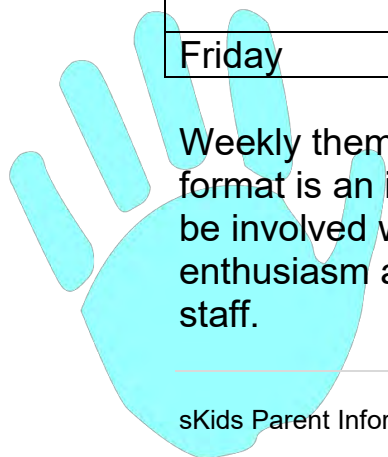 Friday
Weekly them
format is an i
be involved w
enthusiasm a
staff.
sKids Parent Infor